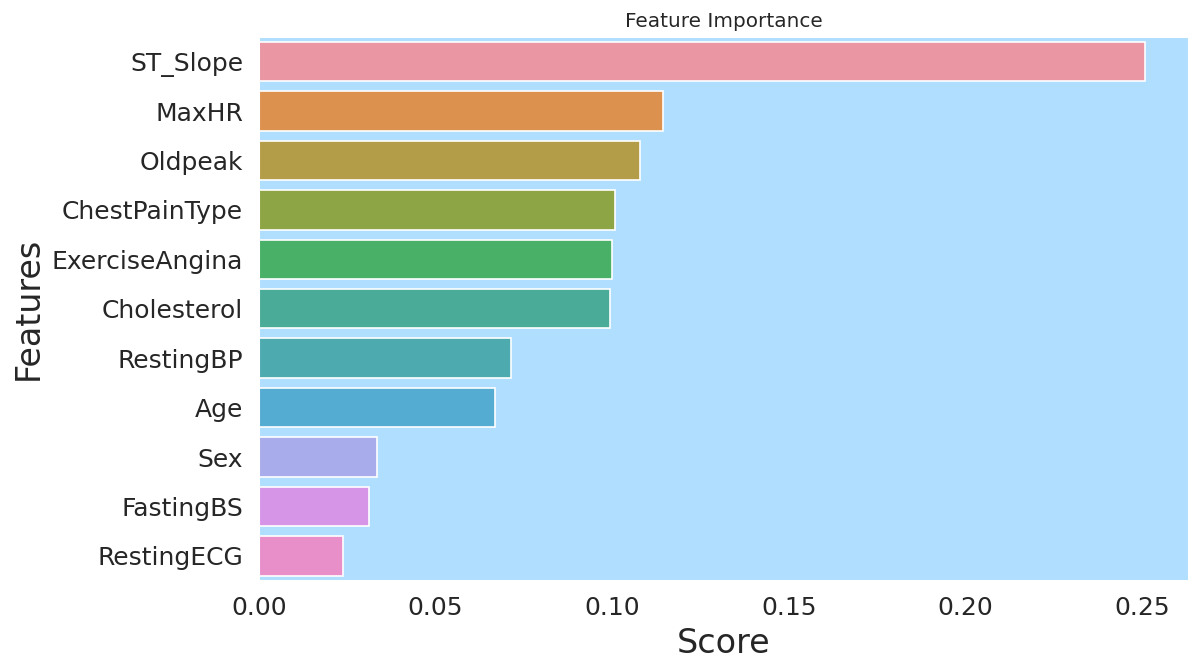 Feature Importance
ST_Slope
MaxHR
Oldpeak
ChestPainType
ExerciseAngina
Cholesterol
RestingBP
Age
Sex
FastingBS
RestingECG
Features
0.00 0.05 0.10 0.15 0.20 0.25
Score